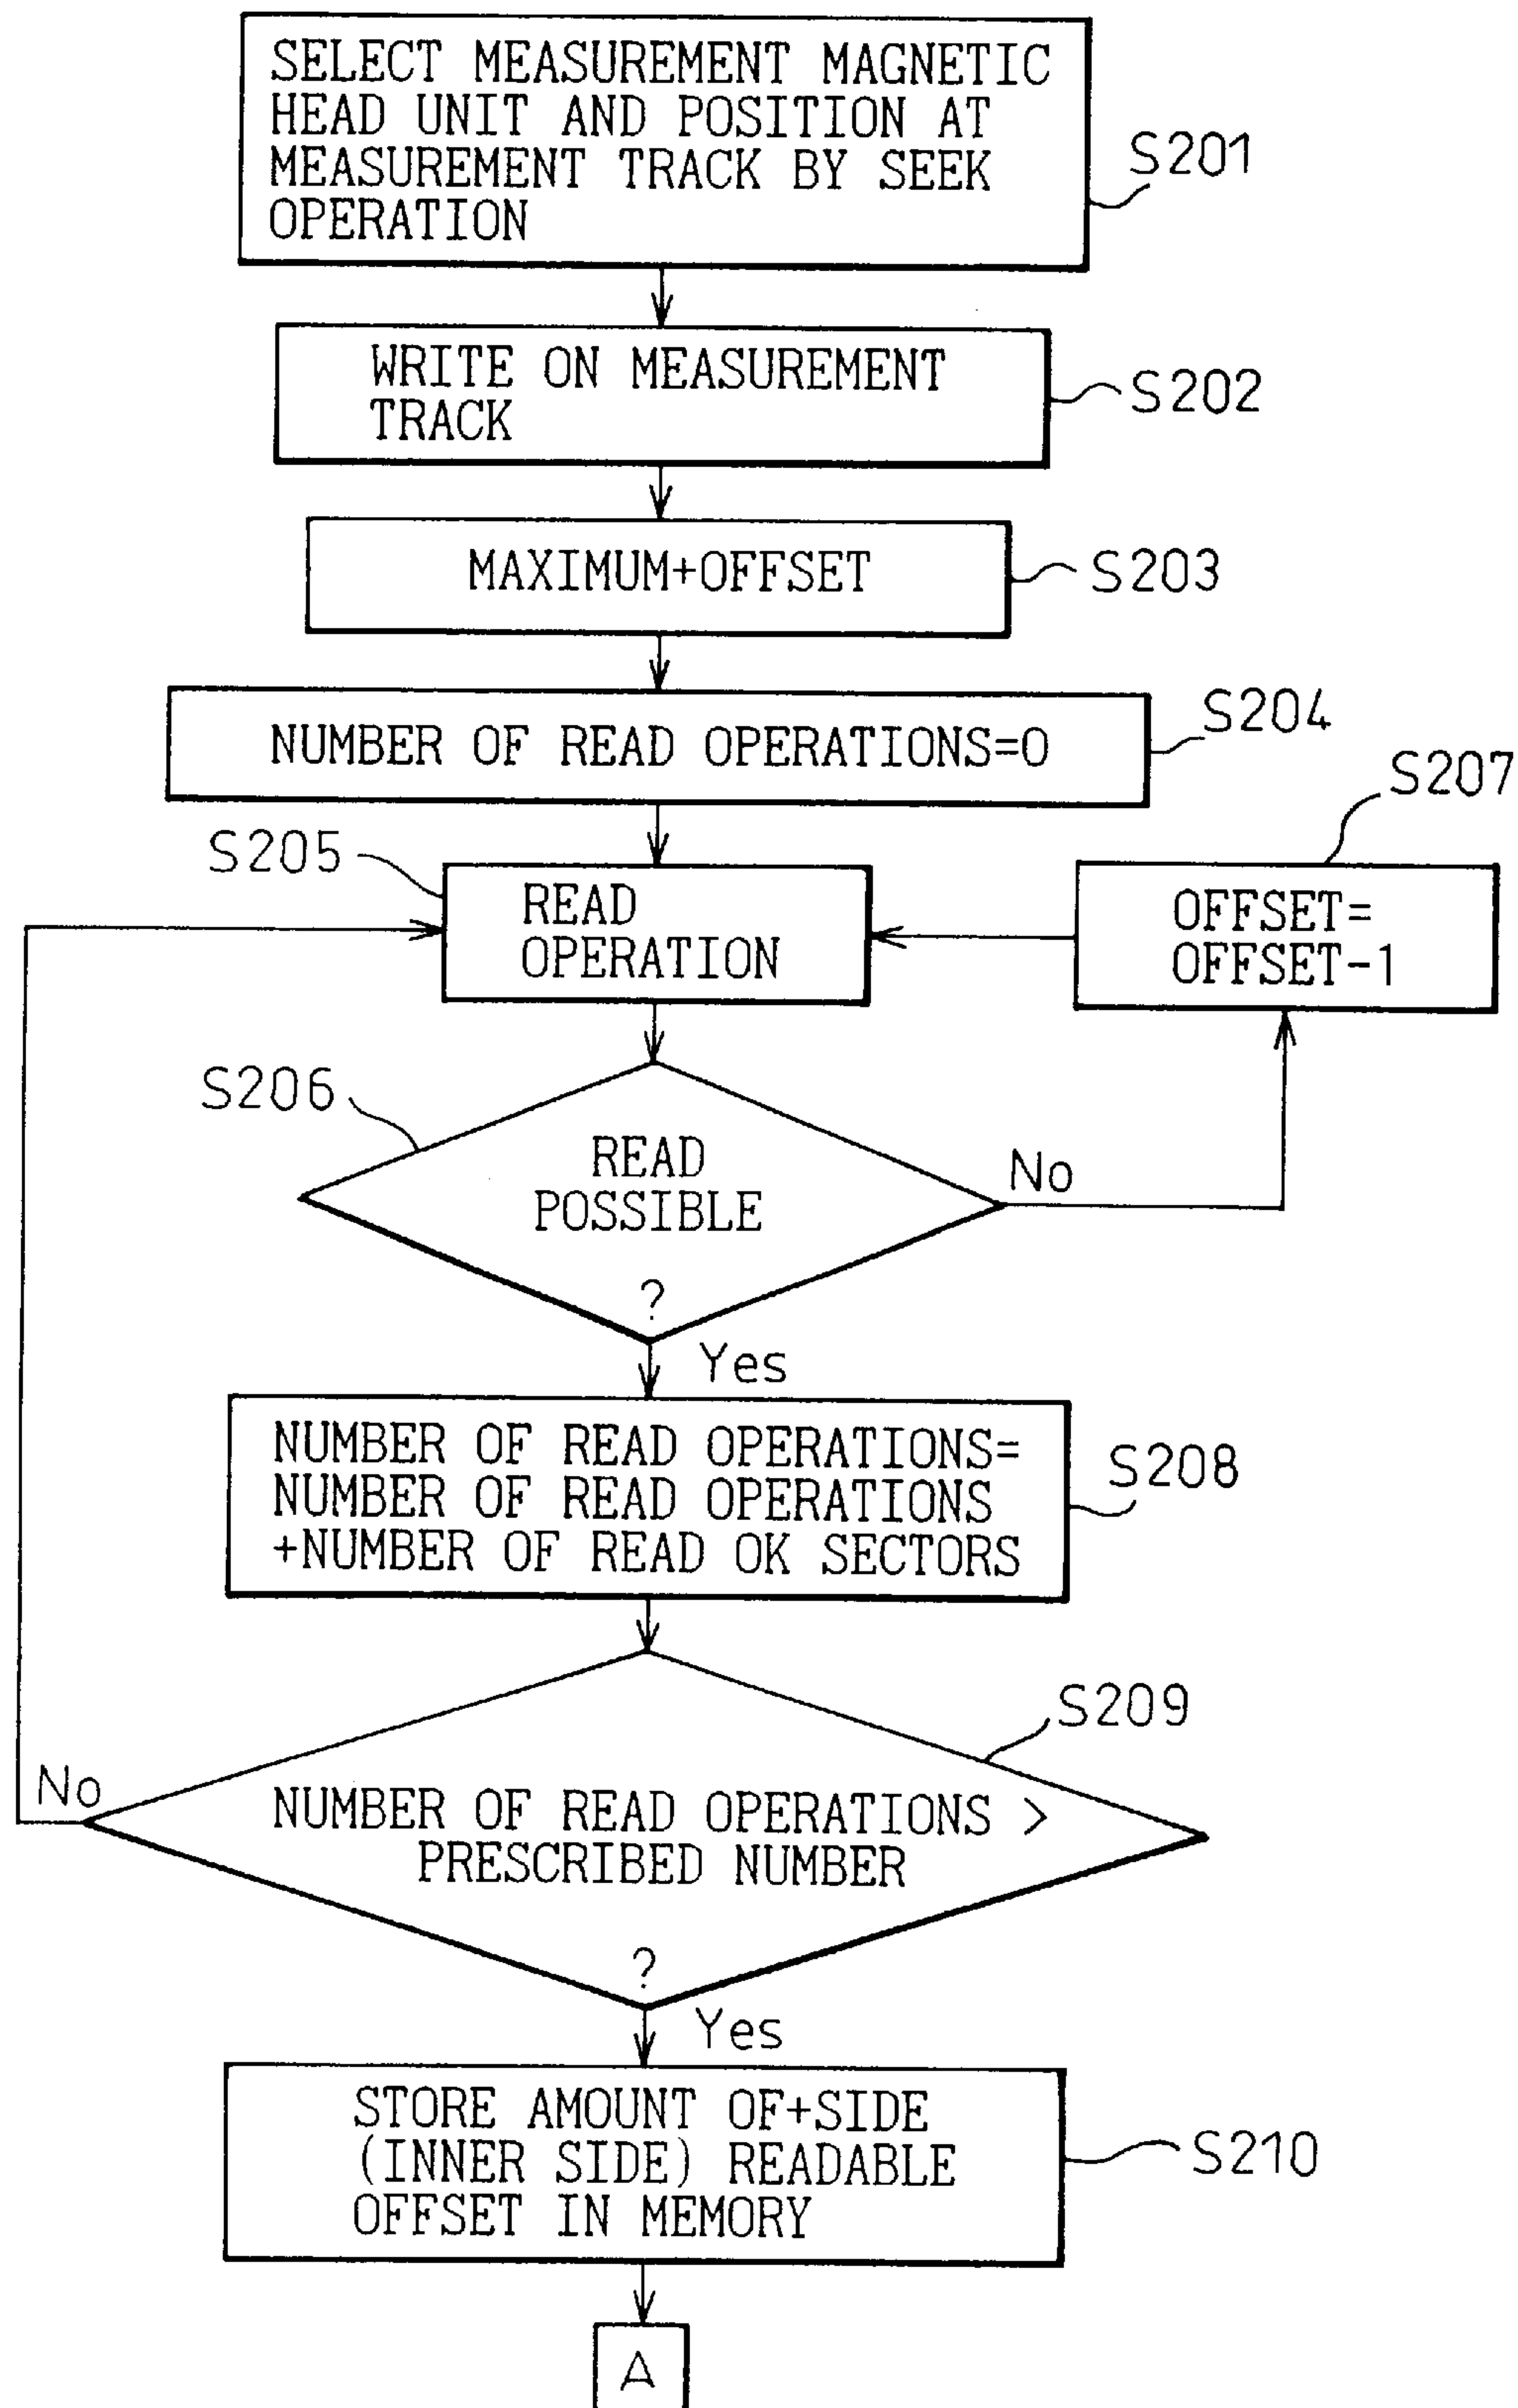 SELECT MEASUREMENT MAGNETIC
HEAD UNIT AND POSITION AT
MEASUREMENT TRACK BY SEEK
OPERATION
S201
WRITE ON MEASUREMENT
TRACK
S202
MAXIMUM+OFFSET
S203
NUMBER OF READ OPERATIONS=0
S204
S207
S205
READ
OPERATION
OFFSET=
OFFSET-1
S206
READ
POSSIBLE
?
No
Yes
NUMBER OF READ OPERATIONS=
NUMBER OF READ OPERATIONS
+NUMBER OF READ OK SECTORS
S208
S209
No
NUMBER OF READ OPERATIONS >
PRESCRIBED NUMBER
?
Yes
STORE AMOUNT OF+SIDE
(INNER SIDE) READABLE
OFFSET IN MEMORY
S210
A